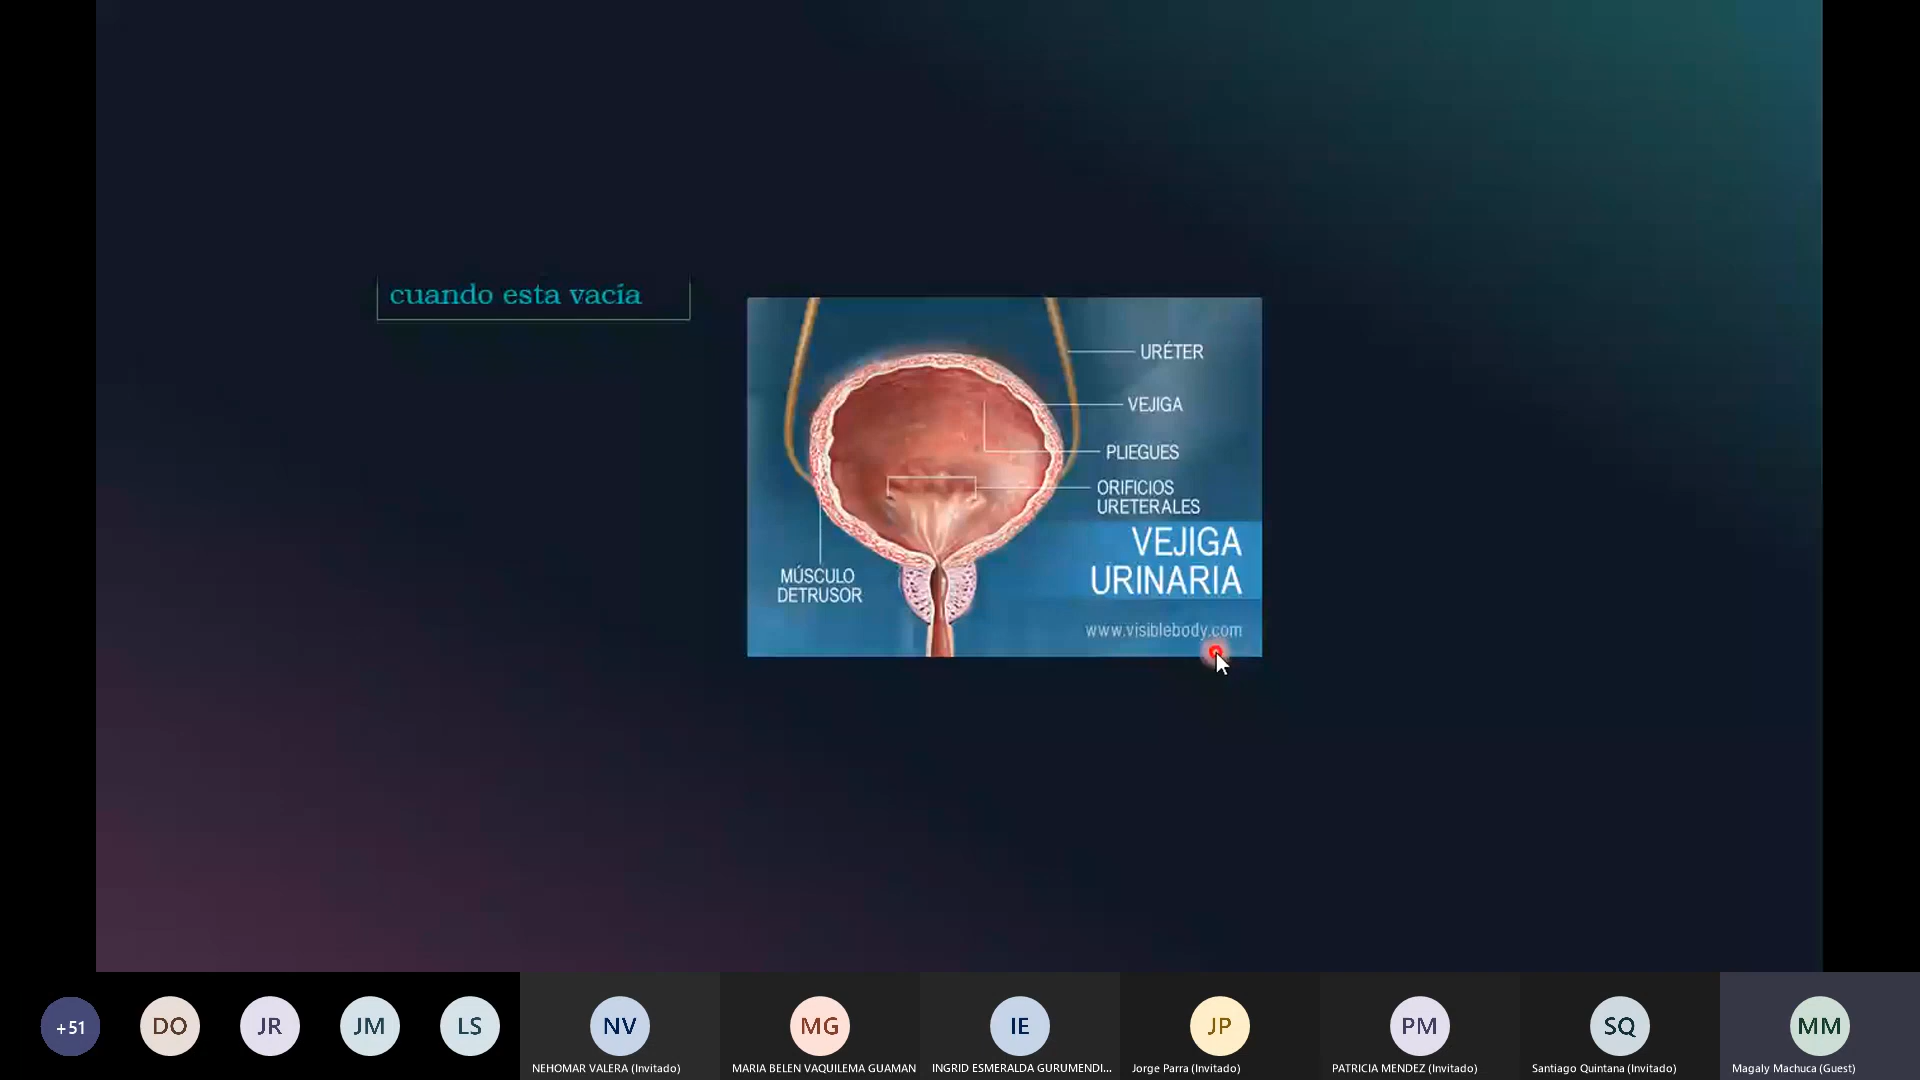 cuando esta vacía
URÉTER
VEJIGA
PLIEGUES
ORIFICIOS
URETERALES
VEJIGA
URINARIA
MÚSCULO
DETRUSOR
www.visiblebody.com
+51
DO
JR
JM
LS
NV
MG
IE
JP
PM
SQ
MM
NEHOMAR VALERA (Invitado)
MARIA BELEN VAQUILEMA GUAMAN
INGRID ESMERALDA GURUMENDI...
Jorge Parra (Invitado)
PATRICIA MENDEZ (Invitado)
Santiago Quintana (Invitado)
Magaly Machuca (Guest)